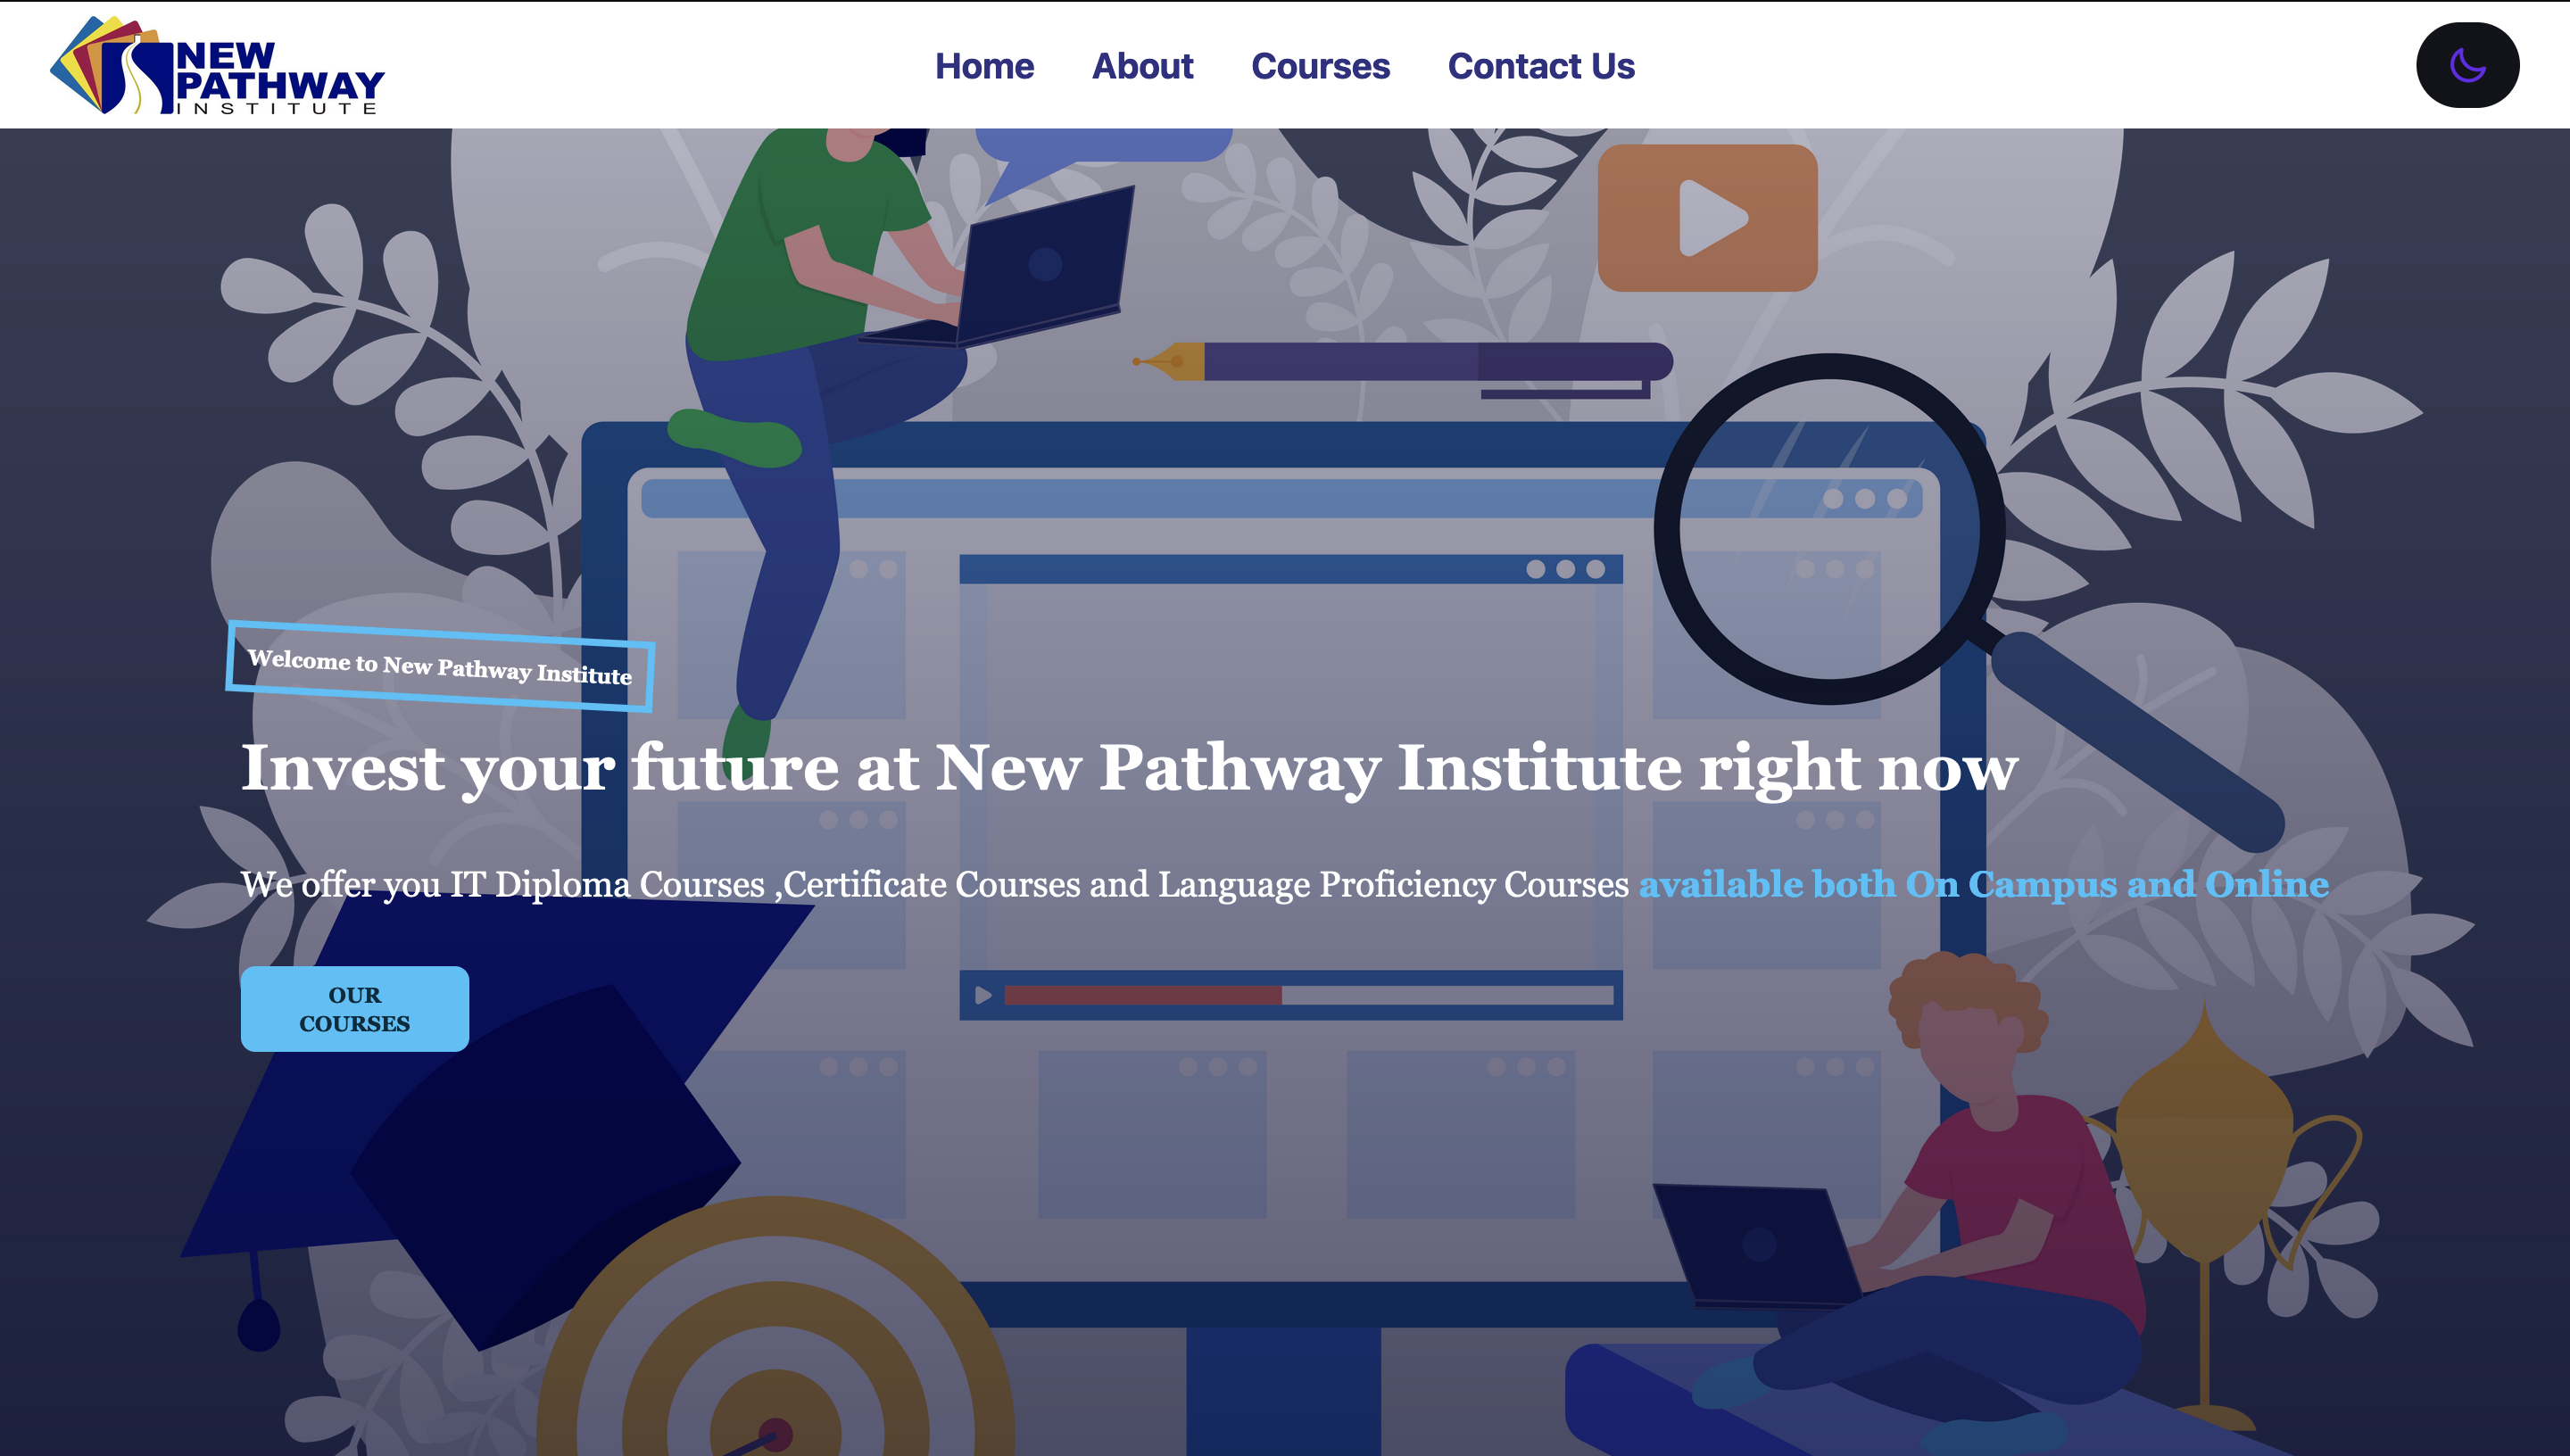 NEW
PATHWAY
INSTITUTE
Home About Courses Contact Us
Welcome to New Pathway Institute
Invest your future at New Pathway Institute right now
We offer you IT Diploma Courses ,Certificate Courses and Language Proficiency Courses available both On Campus and Online
OUR
COURSES